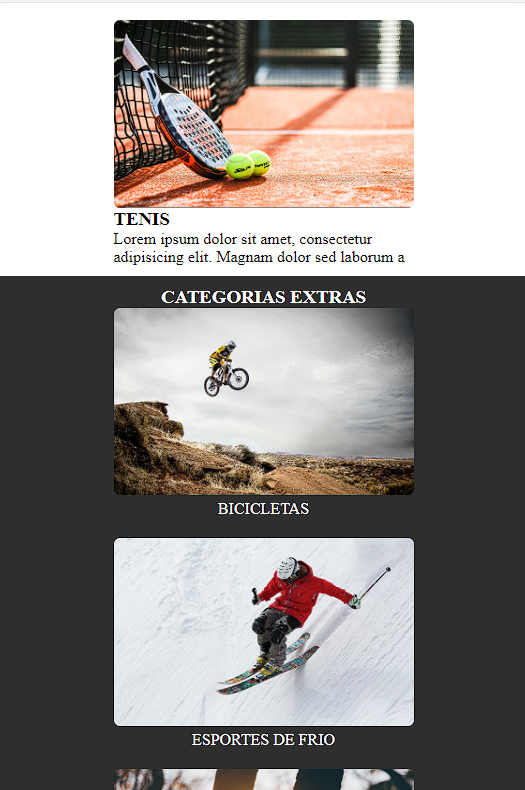 TENIS
Lorem ipsum dolor sit amet, consectetur
adipisicing elit. Magnam dolor sed laborum a
CATEGORIAS EXTRAS
BICICLETAS
ESPORTES DE FRIO